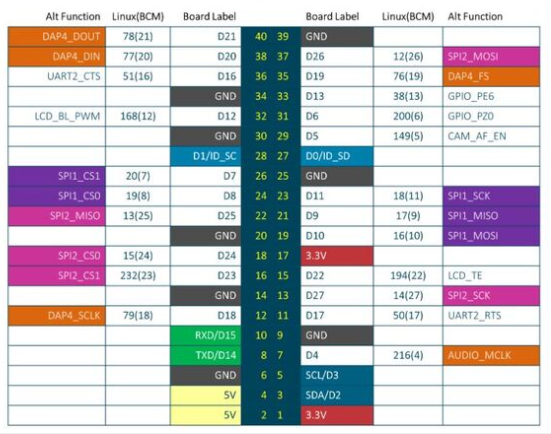 Alt Function Linux(BCM) Board Label Board Label Linux(BCM) Alt Function
DAP4_DOUT 78(21) D21 40 39 GND
DAP4_DIN 77(20) D20 38 37 D26 12(26) SPI2_MOSI
UART2_CTS 51(16) D16 36 35 D19 76(19) DAP4_FS
GND 34 33 D13 38(13) GPIO_PE6
LCD_BL_PWM 168(12) D12 32 31 D6 200(6) GPIO_PZ0
GND 30 29 D5 149(5) CAM_AF_EN
D1/ID_SC 28 27 D0/ID_SD
SPI1_CS1 20(7) D7 26 25 GND
SPI1_CS0 19(8) D8 24 23 D11 18(11) SPI1_SCK
SPI2_MISO 13(25) D25 22 21 D9 17(9) SPI1_MISO
GND 20 19 D10 16(10) SPI1_MOSI
SPI2_CS0 15(24) D24 18 17 3.3V
SPI2_CS1 232(23) D23 16 15 D22 194(22) LCD_TE
GND 14 13 D27 14(27) SPI2_SCK
DAP4_SCLK 79(18) D18 12 11 D17 50(17) UART2_RTS
RXD/D15 10 9 GND
TXD/D14 8 7 D4 216(4) AUDIO_MCLK
GND 6 5 SCL/D3
5V 4 3 SDA/D2
5V 2 1 3.3V